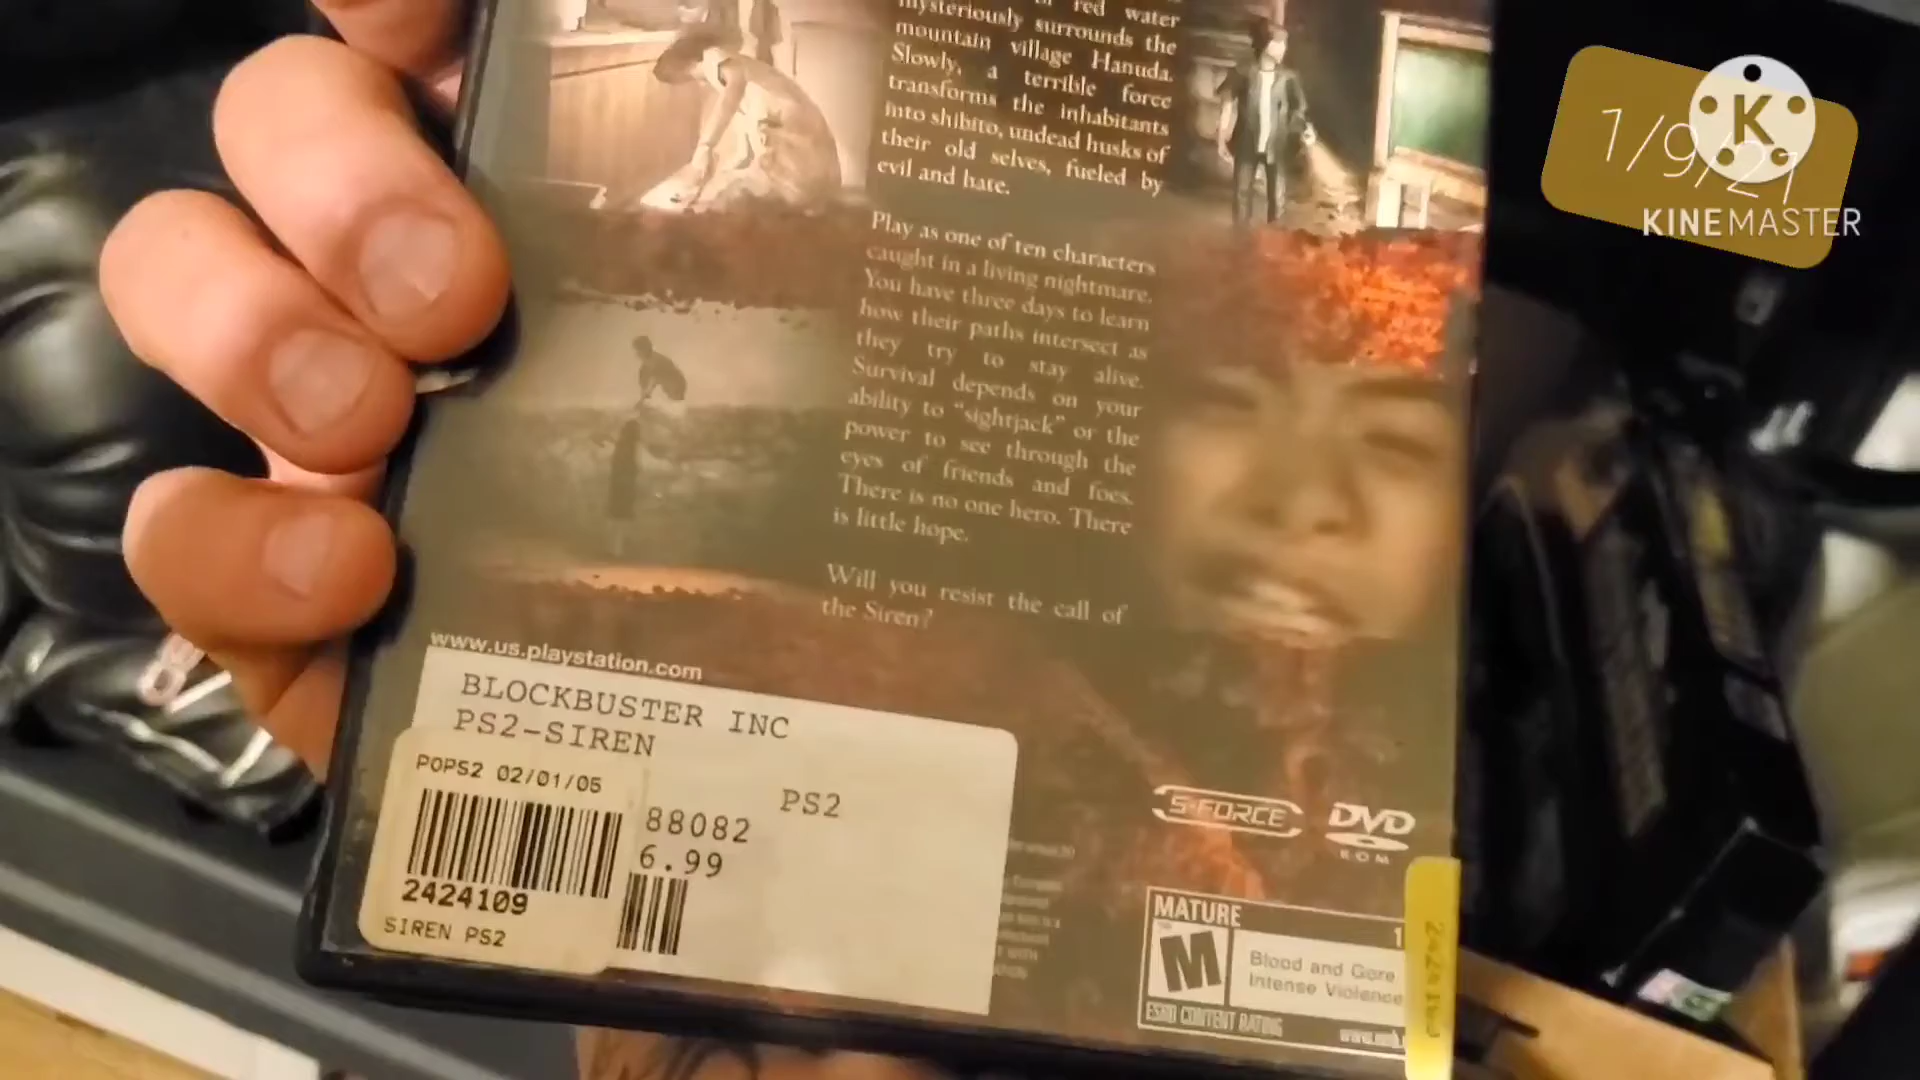 red water
mysteriously surrounds the
mountain village Hanuda.
Slowly, a terrible force
transforms the inhabitants
into shibito, undead husks of
their old selves, fueled by
evil and hate.
Play as one of ten characters
caught in a living nightmare.
You have three days to learn
how their paths intersect as
they try to stay alive.
Survival depends on your
ability to "sightjack" or the
power to see through the
eyes of friends and foes.
There is no one hero. There
is little hope.
Will you resist the call of
the Siren?
www.us.playstation.com
BLOCKBUSTER INC
PS2-SIREN
POPS2 02/01/05
PS2
88082
6.99
2424109
SIREN PS2
S-FORCE
DVD
ROM
MATURE
M
Blood and Gore
Intense Violence
ESRB CONTENT RATING
1/9/21
K
KINEMASTER